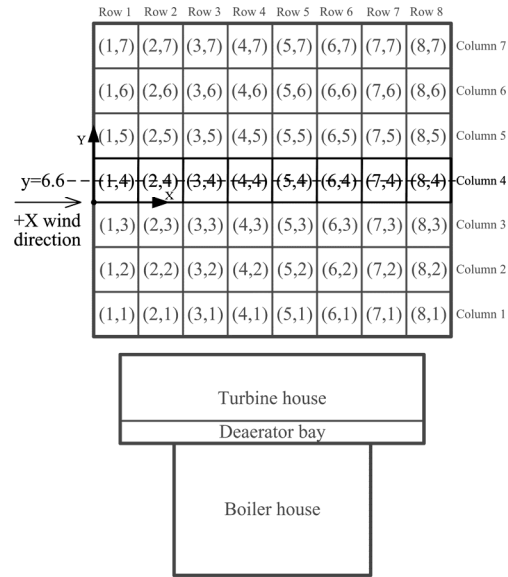 Row 1 Row 2 Row 3 Row 4 Row 5 Row 6 Row 7 Row 8
(1,7) (2,7) (3,7) (4,7) (5,7) (6,7) (7,7) (8,7) Column 7
(1,6) (2,6) (3,6) (4,6) (5,6) (6,6) (7,6) (8,6) Column 6
Y (1,5) (2,5) (3,5) (4,5) (5,5) (6,5) (7,5) (8,5) Column 5
y=6.6 (1,4) (2,4) (3,4) (4,4) (5,4) (6,4) (7,4) (8,4) Column 4
X
+X wind
direction
(1,3) (2,3) (3,3) (4,3) (5,3) (6,3) (7,3) (8,3) Column 3
(1,2) (2,2) (3,2) (4,2) (5,2) (6,2) (7,2) (8,2) Column 2
(1,1) (2,1) (3,1) (4,1) (5,1) (6,1) (7,1) (8,1) Column 1
Turbine house
Deaerator bay
Boiler house